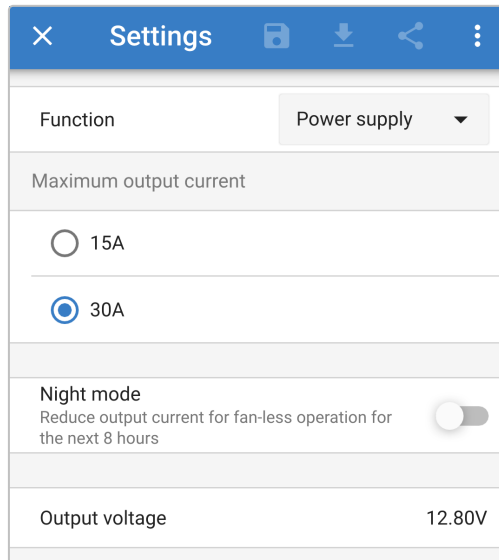 Settings
Function
Power supply
Maximum output current
15A
30A
Night mode
Reduce output current for fan-less operation for
the next 8 hours
Output voltage
12.80V